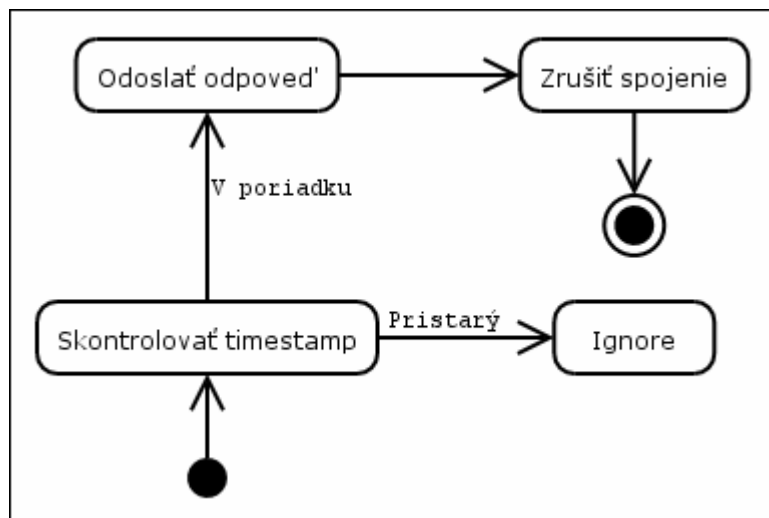 Odoslať odpoveď
Zrušiť spojenie
V poriadku
Skontrolovať timestamp
Pristarý
Ignore